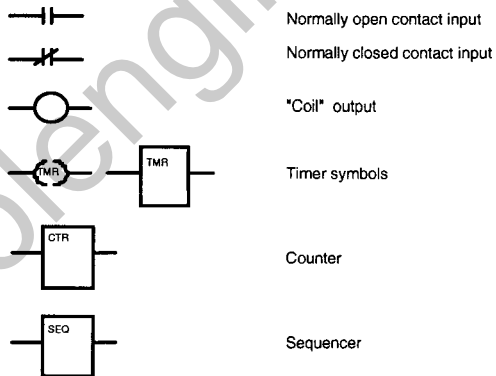 Normally open contact input
Normally closed contact input
"Coil" output
TMR TMR Timer symbols
CTR
Counter
SEQ
Sequencer